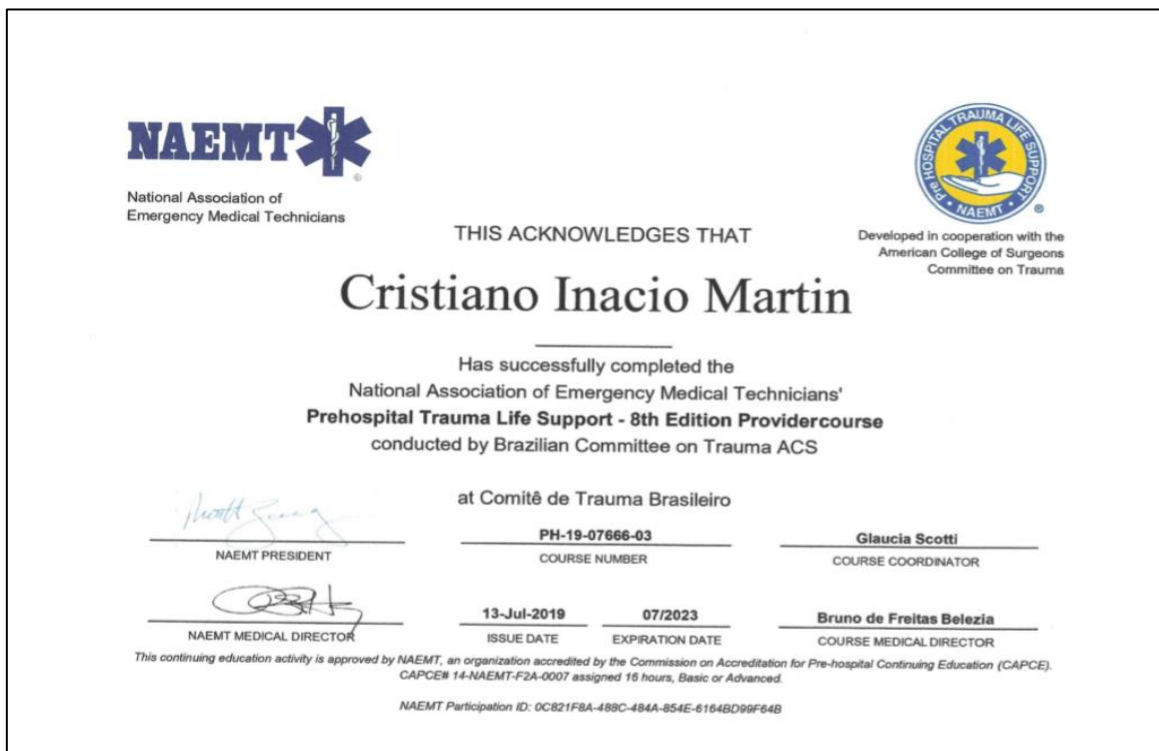 NAEMT
®
National Association of
Emergency Medical Technicians
Pre HOSPITAL TRAUMA LIFE SUPPORT
• NAEMT •
®
Developed in cooperation with the
American College of Surgeons
Committee on Trauma
THIS ACKNOWLEDGES THAT
Cristiano Inacio Martin
Has successfully completed the
National Association of Emergency Medical Technicians'
Prehospital Trauma Life Support - 8th Edition Providercourse
conducted by Brazilian Committee on Trauma ACS
at Comitê de Trauma Brasileiro
PH-19-07666-03
Glaucia Scotti
NAEMT PRESIDENT
COURSE NUMBER
COURSE COORDINATOR
13-Jul-2019
07/2023
Bruno de Freitas Belezia
NAEMT MEDICAL DIRECTOR
ISSUE DATE
EXPIRATION DATE
COURSE MEDICAL DIRECTOR
This continuing education activity is approved by NAEMT, an organization accredited by the Commission on Accreditation for Pre-hospital Continuing Education (CAPCE).
CAPCE# 14-NAEMT-F2A-0007 assigned 16 hours, Basic or Advanced.
NAEMT Participation ID: 0C821F8A-488C-484A-854E-6164BD99F64B